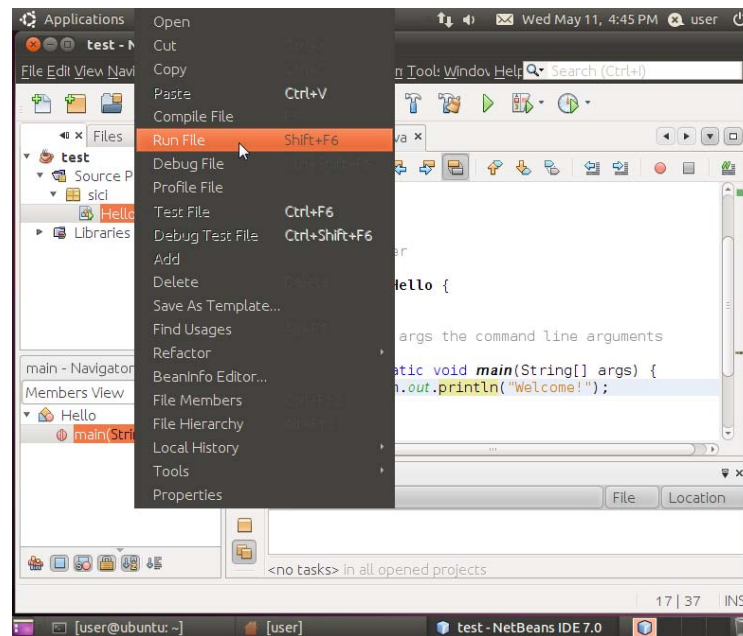 Applications
Wed May 11, 4:45 PM
user
test - N
File Edit View Navi
n Tools Window Help
Search (Ctrl+I)
Open
Cut
Copy
Paste Ctrl+V
Compile File
Run File Shift+F6
Debug File
Profile File
Test File Ctrl+F6
Debug Test File Ctrl+Shift+F6
Add
Delete
Save As Template...
Find Usages
Refactor
BeanInfo Editor...
File Members
File Hierarchy
Local History
Tools
Properties
Files
test
Source P
sici
Hello
Libraries
va
er
Hello {
args the command line arguments
atic void main(String[] args) {
.out.println("Welcome!");
main - Navigator
Members View
Hello
main(Stri
File Location
<no tasks> in all opened projects
17 | 37 INS
[user@ubuntu: ~]
[user]
test - NetBeans IDE 7.0